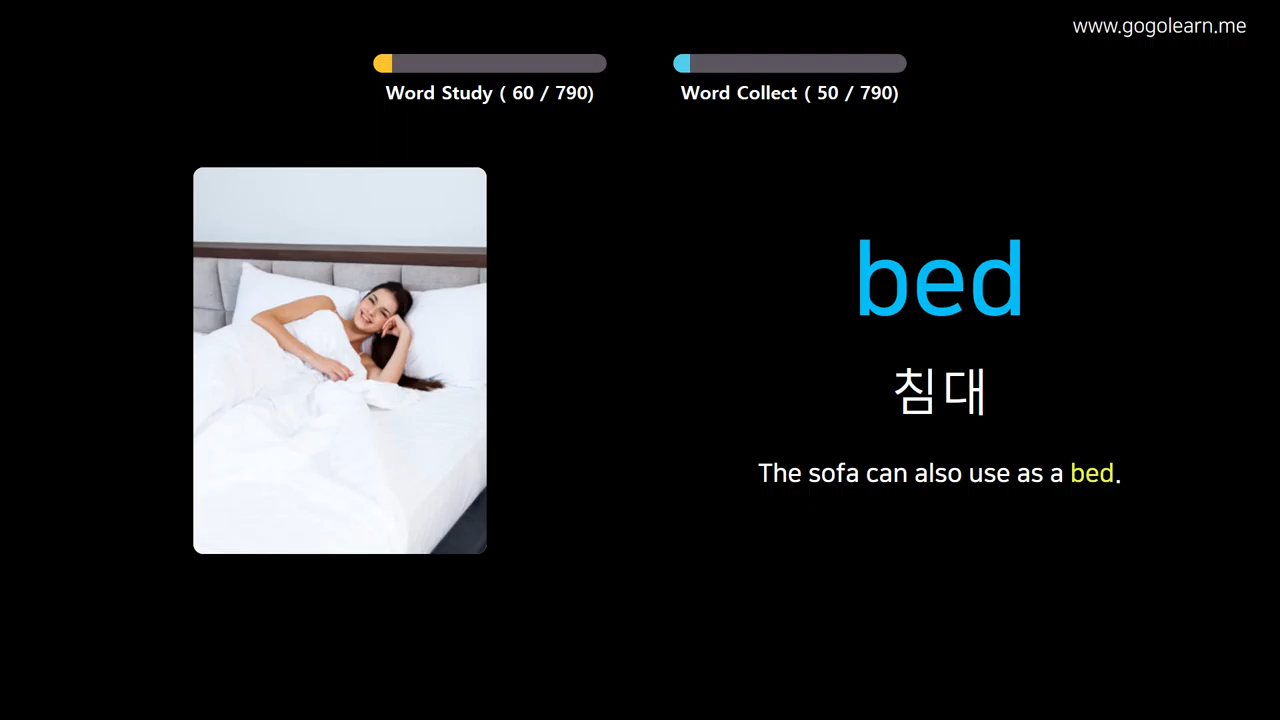 www.gogolearn.me
Word Study ( 60 / 790)
Word Collect ( 50 / 790)
bed
침대
The sofa can also use as a bed.